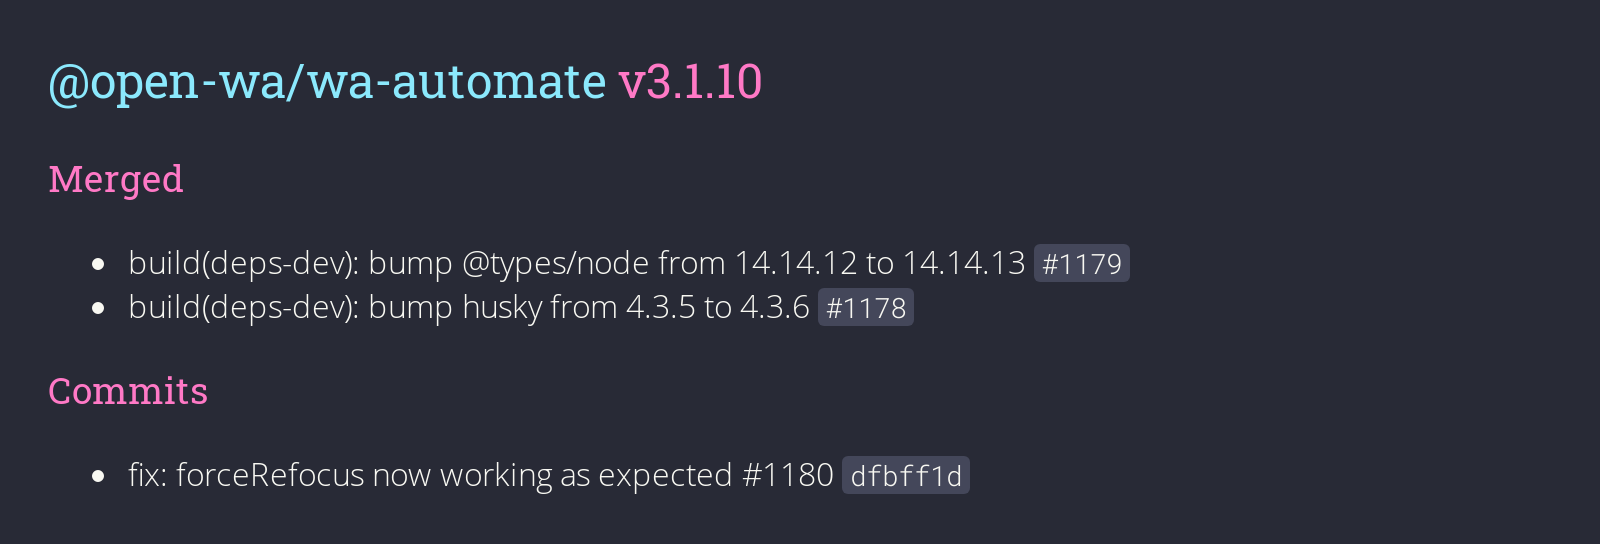 @open-wa/wa-automate v3.1.10
Merged
build(deps-dev): bump @types/node from 14.14.12 to 14.14.13 #1179
build(deps-dev): bump husky from 4.3.5 to 4.3.6 #1178
Commits
fix: forceRefocus now working as expected #1180 dfbff1d